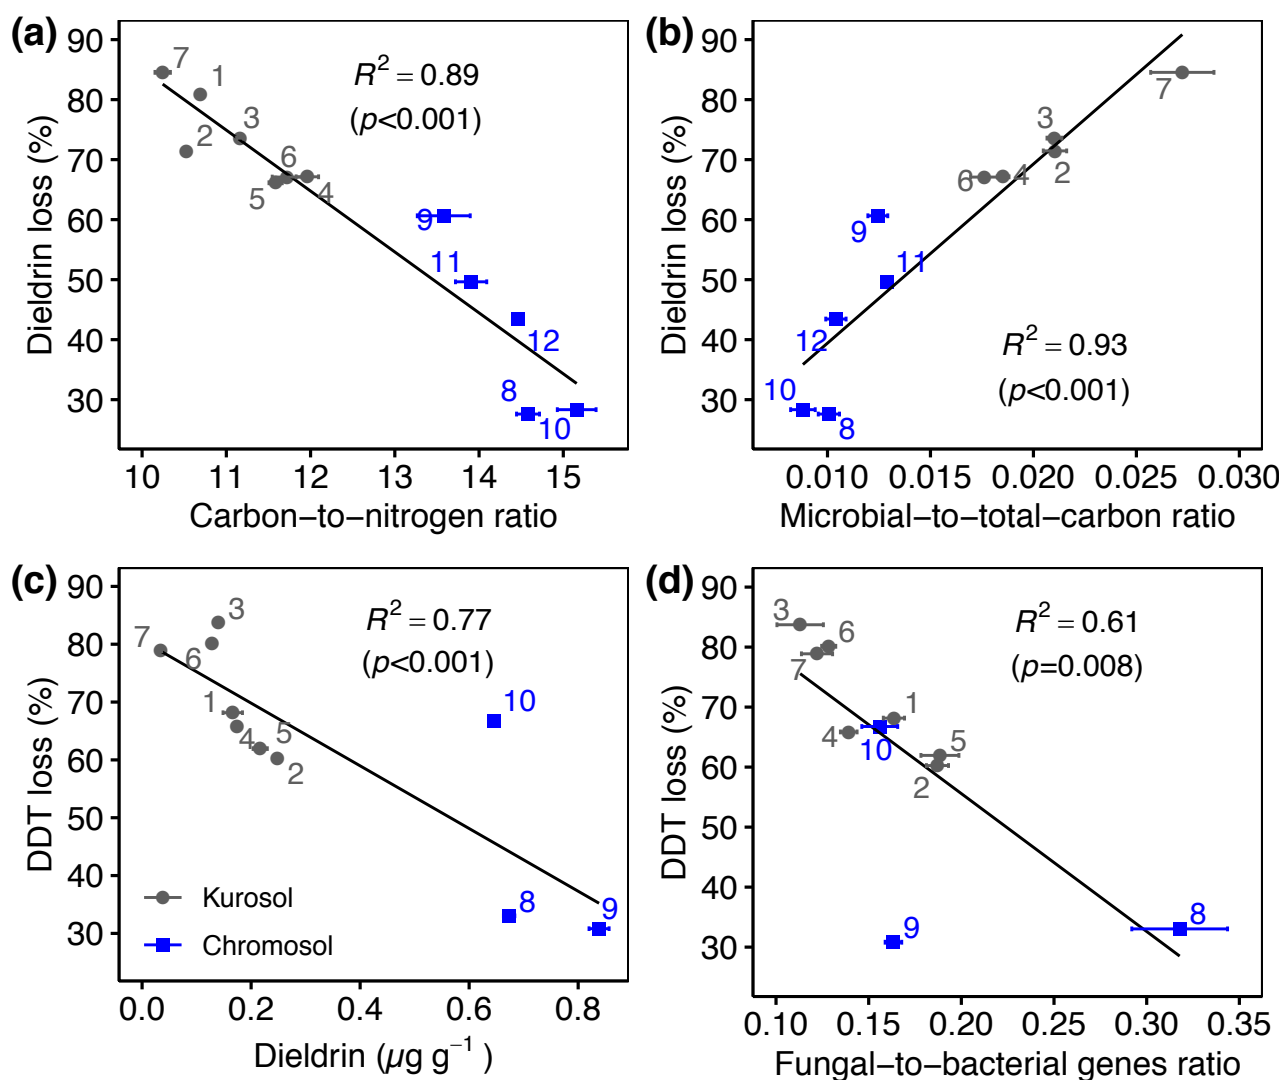 (a)
90
80
70
60
50
40
30
Dieldrin loss (%)
7
1
3
2
6
5
4
9
11
12
8
10
R² = 0.89
(p<0.001)
10 11 12 13 14 15
Carbon−to−nitrogen ratio
(b)
90
80
70
60
50
40
30
Dieldrin loss (%)
7
3
2
6
4
9
11
12
10
8
R² = 0.93
(p<0.001)
0.010 0.015 0.020 0.025 0.030
Microbial−to−total−carbon ratio
(c)
90
80
70
60
50
40
30
DDT loss (%)
3
7
6
1
4
5
2
10
8
9
R² = 0.77
(p<0.001)
Kurosol
Chromosol
0.0 0.2 0.4 0.6 0.8
Dieldrin (µg g⁻¹ )
(d)
90
80
70
60
50
40
30
DDT loss (%)
3
6
7
1
4
10
5
2
9
8
R² = 0.61
(p=0.008)
0.10 0.15 0.20 0.25 0.30 0.35
Fungal−to−bacterial genes ratio